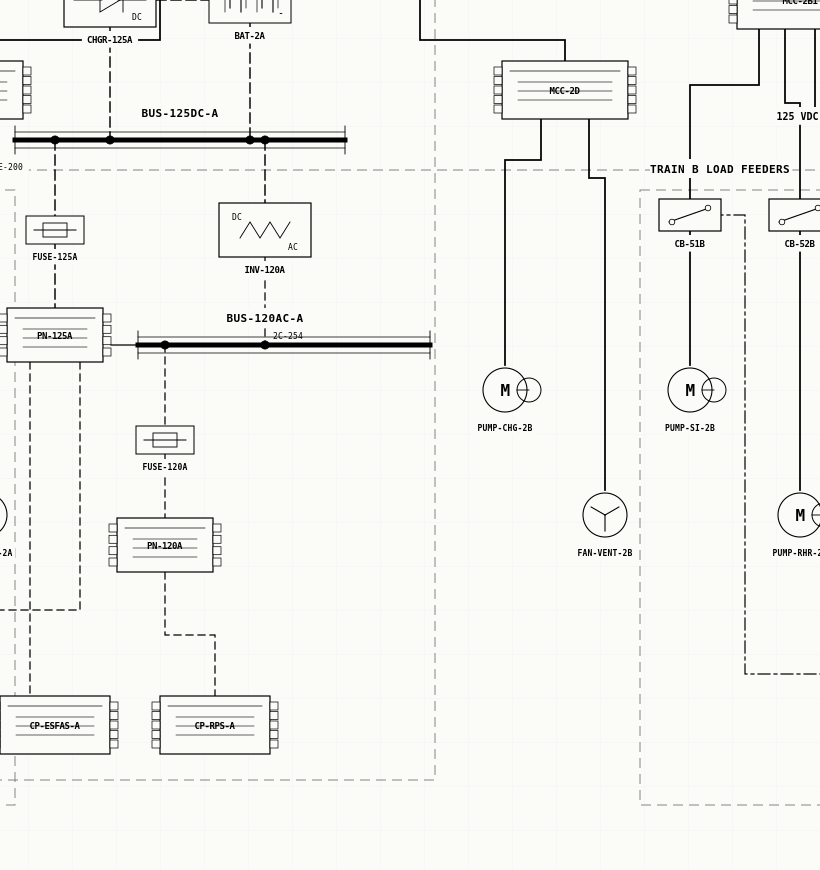 DC
MCC-2B1
CHGR-125A
BAT-2A
-
MCC-2D
BUS-125DC-A
125 VDC
E-200
TRAIN B LOAD FEEDERS
DC
AC
CB-51B
CB-52B
FUSE-125A
INV-120A
BUS-120AC-A
PN-125A
2C-254
M
M
PUMP-CHG-2B
PUMP-SI-2B
FUSE-120A
M
PN-120A
-2A
FAN-VENT-2B
PUMP-RHR-2
CP-ESFAS-A
CP-RPS-A